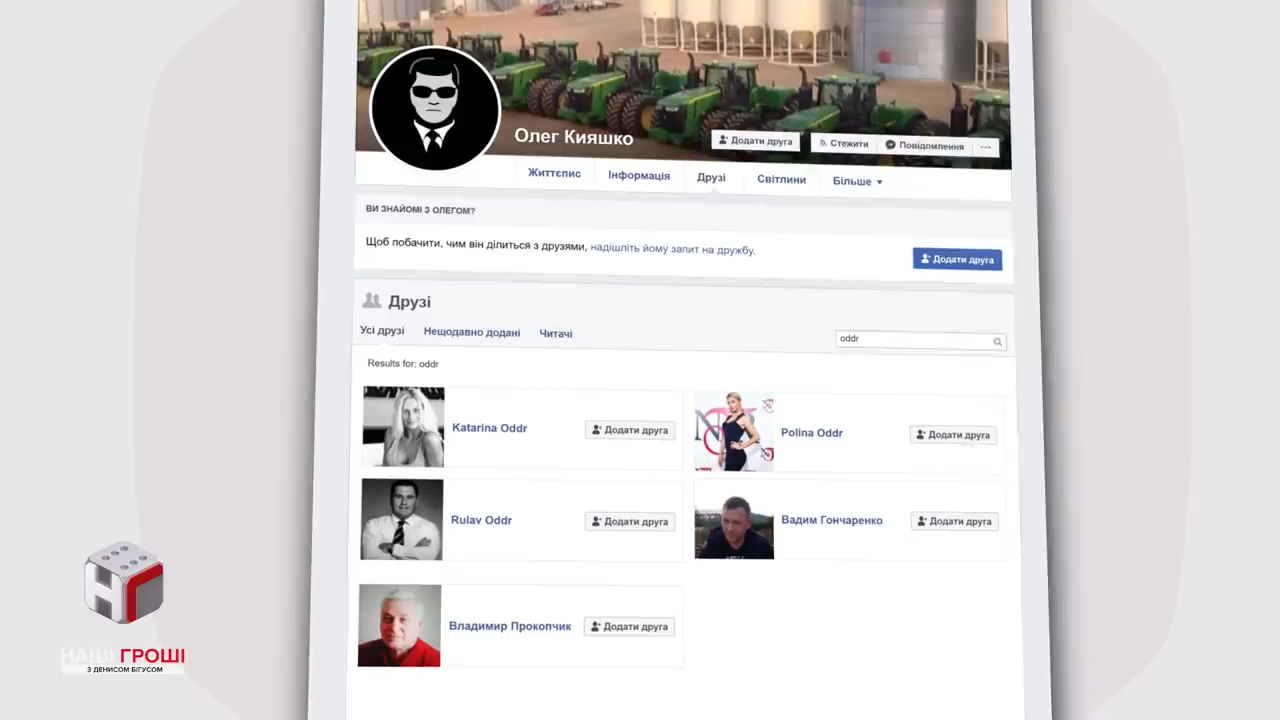 Олег Кияшко
Додати друга
Стежити
Повідомлення
Життєпис
Інформація
Друзі
Світлини
Більше
ВИ ЗНАЙОМІ З ОЛЕГОМ?
Щоб побачити, чим він ділиться з друзями, надішліть йому запит на дружбу.
Додати друга
Друзі
Усі друзі
Нещодавно додані
Читачі
oddr
Results for: oddr
Katarina Oddr
Додати друга
Polina Oddr
Додати друга
Rulav Oddr
Додати друга
Вадим Гончаренко
Додати друга
Владимир Прокопчик
Додати друга
НАШІ ГРОШІ
З ДЕНИСОМ БІГУСОМ